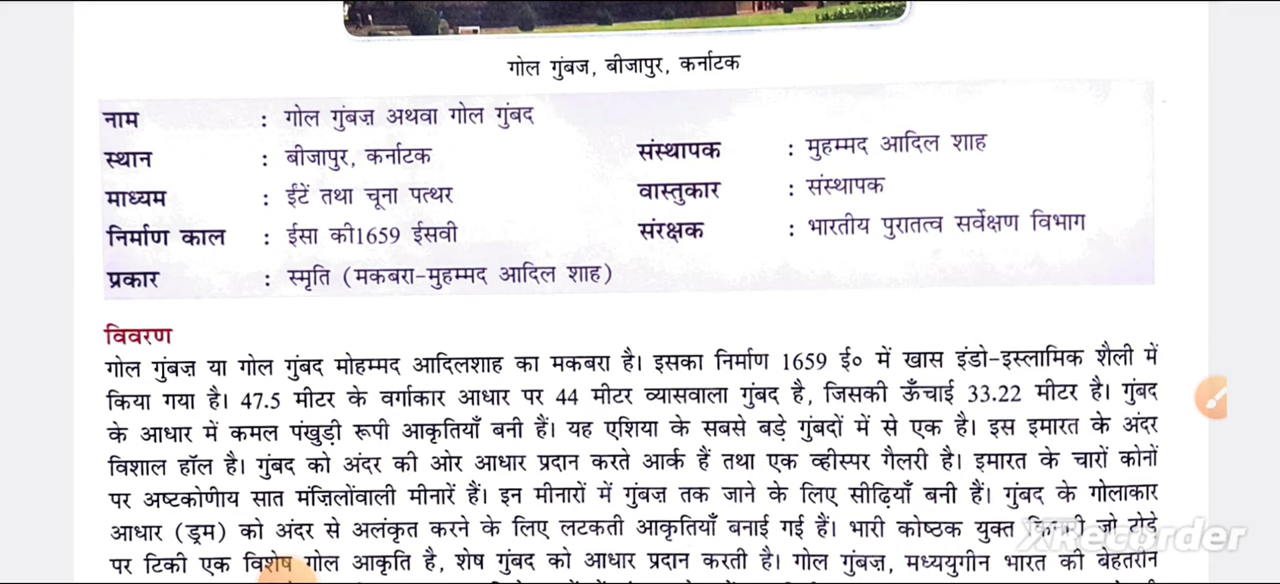 गोल गुंबज, बीजापुर, कर्नाटक
नाम : गोल गुंबज़ अथवा गोल गुंबद
स्थान : बीजापुर, कर्नाटक
संस्थापक : मुहम्मद आदिल शाह
माध्यम : ईंटें तथा चूना पत्थर
वास्तुकार : संस्थापक
निर्माण काल : ईसा की1659 ईसवी
संरक्षक : भारतीय पुरातत्व सर्वेक्षण विभाग
प्रकार : स्मृति (मकबरा-मुहम्मद आदिल शाह)
विवरण
गोल गुंबज़ या गोल गुंबद मोहम्मद आदिलशाह का मकबरा है। इसका निर्माण 1659 ई० में खास इंडो-इस्लामिक शैली में
किया गया है। 47.5 मीटर के वर्गाकार आधार पर 44 मीटर व्यासवाला गुंबद है, जिसकी ऊँचाई 33.22 मीटर है। गुंबद
के आधार में कमल पंखुड़ी रूपी आकृतियाँ बनी हैं। यह एशिया के सबसे बड़े गुंबदों में से एक है। इस इमारत के अंदर
विशाल हॉल है। गुंबद को अंदर की ओर आधार प्रदान करते आर्क हैं तथा एक व्हीस्पर गैलरी है। इमारत के चारों कोनों
पर अष्टकोणीय सात मंज़िलोंवाली मीनारें हैं। इन मीनारों में गुंबज़ तक जाने के लिए सीढ़ियाँ बनी हैं। गुंबद के गोलाकार
आधार (ड्रम) को अंदर से अलंकृत करने के लिए लटकती आकृतियाँ बनाई गई हैं। भारी कोष्ठक युक्त जो टोडे
पर टिकी एक विशेष गोल आकृति है, शेष गुंबद को आधार प्रदान करती है। गोल गुंबज़, मध्ययुगीन भारत की बेहतरीन
XRecorder